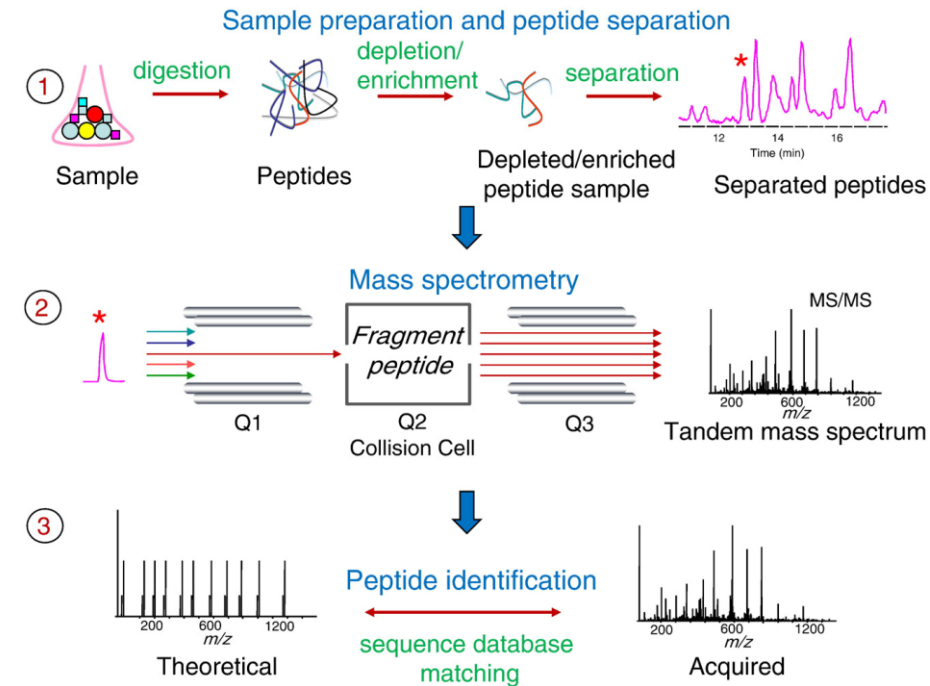 Sample preparation and peptide separation
1
digestion
depletion/
enrichment
separation
*
12 14 16
Time (min)
Sample
Peptides
Depleted/enriched
peptide sample
Separated peptides
Mass spectrometry
2
*
Fragment
peptide
MS/MS
Q1
Q2
Collision Cell
Q3
200 600 1200
m/z
Tandem mass spectrum
3
200 600 1200
m/z
Theoretical
Peptide identification
sequence database
matching
200 600 1200
m/z
Acquired